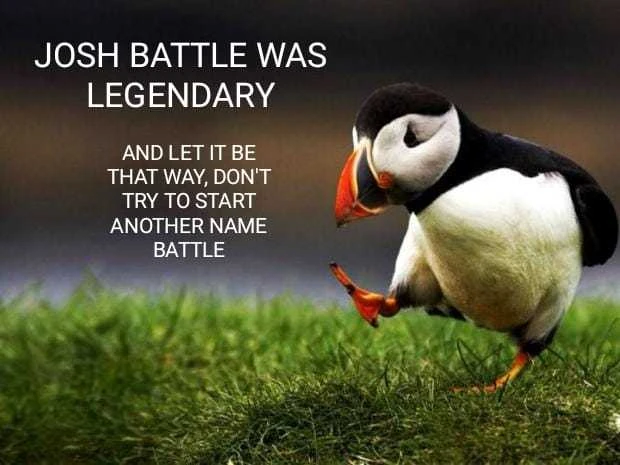 JOSH BATTLE WAS
LEGENDARY
AND LET IT BE
THAT WAY, DON'T
TRY TO START
ANOTHER NAME
BATTLE